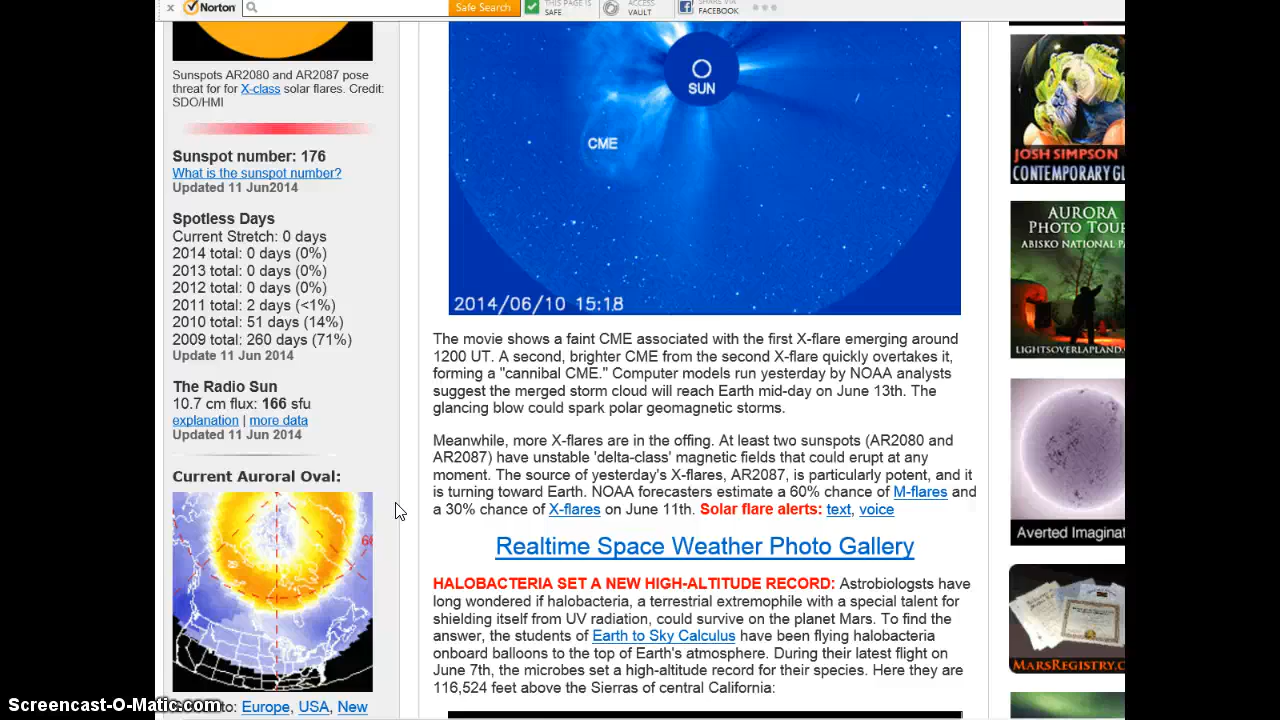 Norton
Safe Search
THIS PAGE IS
SAFE
ACCESS
VAULT
SHARE VIA
FACEBOOK
Sunspots AR2080 and AR2087 pose
threat for for X-class solar flares. Credit:
SDO/HMI
Sunspot number: 176
What is the sunspot number?
Updated 11 Jun2014
Spotless Days
Current Stretch: 0 days
2014 total: 0 days (0%)
2013 total: 0 days (0%)
2012 total: 0 days (0%)
2011 total: 2 days (<1%)
2010 total: 51 days (14%)
2009 total: 260 days (71%)
Update 11 Jun 2014
The Radio Sun
10.7 cm flux: 166 sfu
explanation | more data
Updated 11 Jun 2014
Current Auroral Oval:
to: Europe, USA, New
SUN
CME
2014/06/10 15:18
The movie shows a faint CME associated with the first X-flare emerging around
1200 UT. A second, brighter CME from the second X-flare quickly overtakes it,
forming a "cannibal CME." Computer models run yesterday by NOAA analysts
suggest the merged storm cloud will reach Earth mid-day on June 13th. The
glancing blow could spark polar geomagnetic storms.
Meanwhile, more X-flares are in the offing. At least two sunspots (AR2080 and
AR2087) have unstable 'delta-class' magnetic fields that could erupt at any
moment. The source of yesterday's X-flares, AR2087, is particularly potent, and it
is turning toward Earth. NOAA forecasters estimate a 60% chance of M-flares and
a 30% chance of X-flares on June 11th. Solar flare alerts: text, voice
Realtime Space Weather Photo Gallery
HALOBACTERIA SET A NEW HIGH-ALTITUDE RECORD: Astrobiologsts have
long wondered if halobacteria, a terrestrial extremophile with a special talent for
shielding itself from UV radiation, could survive on the planet Mars. To find the
answer, the students of Earth to Sky Calculus have been flying halobacteria
onboard balloons to the top of Earth's atmosphere. During their latest flight on
June 7th, the microbes set a high-altitude record for their species. Here they are
116,524 feet above the Sierras of central California:
JOSH SIMPSON
CONTEMPORARY GL
AURORA
PHOTO TOUR
ABISKO NATIONAL PA
LIGHTSOVERLAPLAND.C
Averted Imaginat
MARSREGISTRY.C
Screencast-O-Matic.com